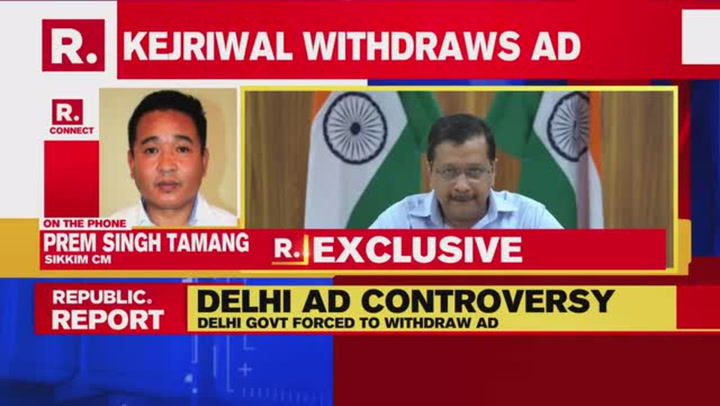 R.
KEJRIWAL WITHDRAWS AD
R.
CONNECT
ON THE PHONE
PREM SINGH TAMANG
SIKKIM CM
R. EXCLUSIVE
REPUBLIC.
REPORT
DELHI AD CONTROVERSY
DELHI GOVT FORCED TO WITHDRAW AD